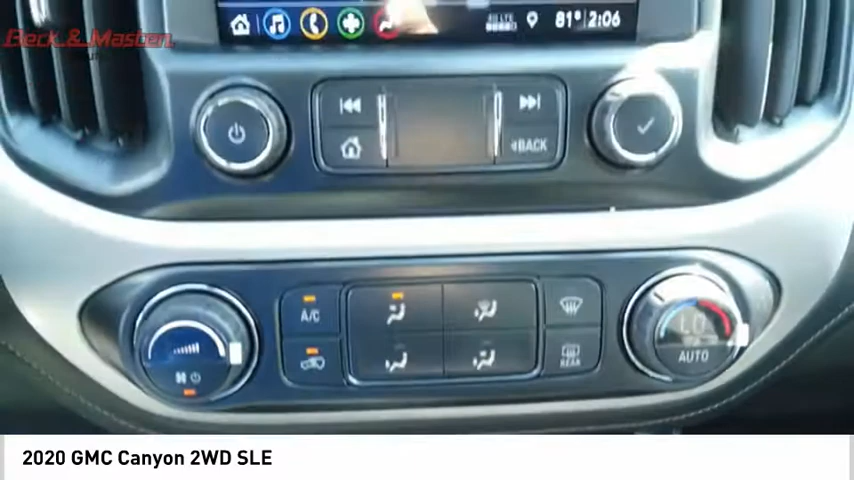 81° 2:06
Beck & Masten
BACK
A/C
LO
AUTO
REAR
2020 GMC Canyon 2WD SLE